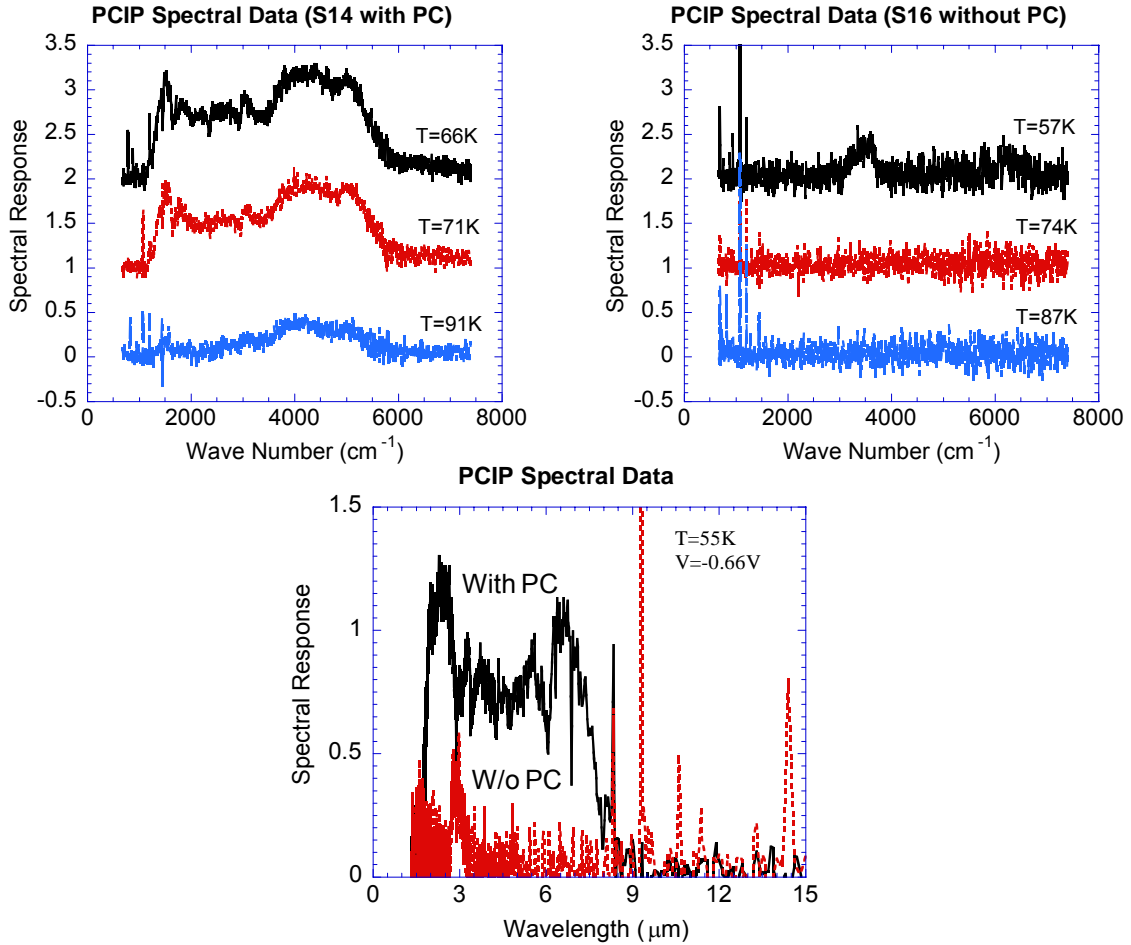 PCIP Spectral Data (S14 with PC)
Spectral Response
3.5
3
2.5
2
1.5
1
0.5
0
-0.5
T=66K
T=71K
T=91K
0 2000 4000 6000 8000
Wave Number (cm⁻¹)
PCIP Spectral Data (S16 without PC)
Spectral Response
3.5
3
2.5
2
1.5
1
0.5
0
-0.5
T=57K
T=74K
T=87K
0 2000 4000 6000 8000
Wave Number (cm⁻¹)
PCIP Spectral Data
Spectral Response
1.5
1
0.5
0
T=55K
V=-0.66V
With PC
W/o PC
0 3 6 9 12 15
Wavelength (μm)